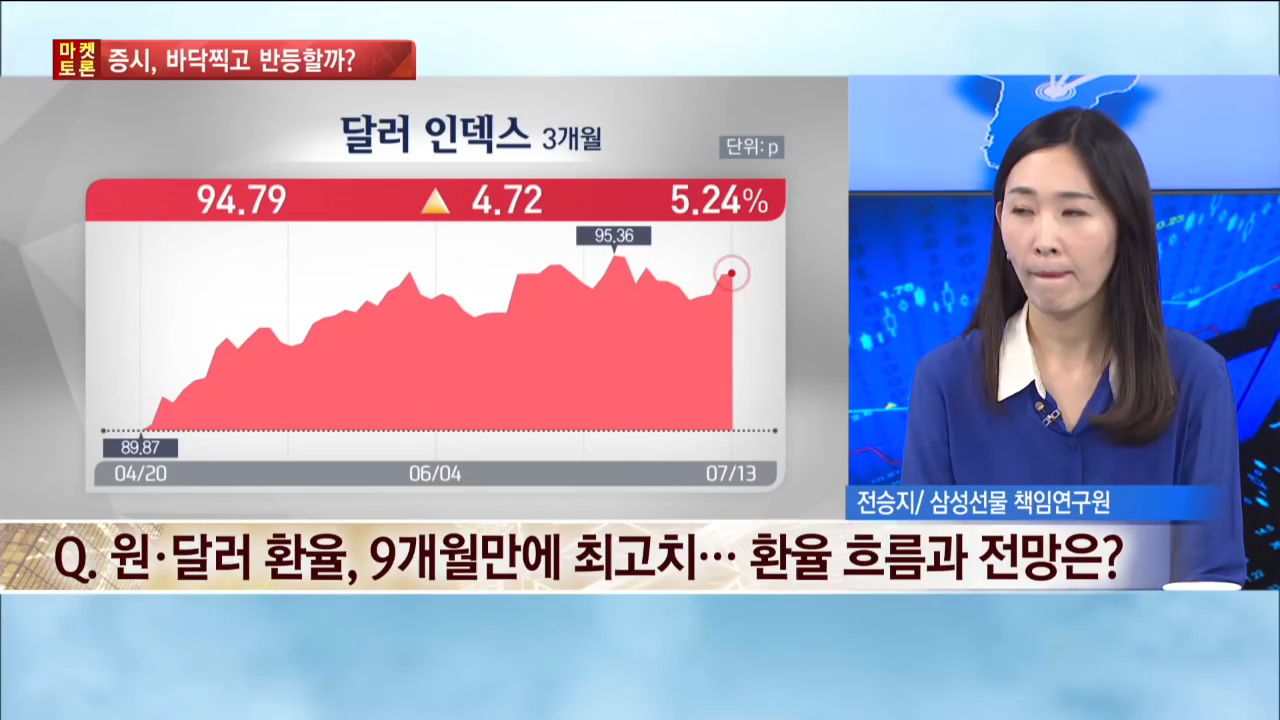 마켓
토론
증시, 바닥찍고 반등할까?
달러 인덱스 3개월
단위:p
94.79 ▲ 4.72 5.24%
95.36
89.87
04/20 06/04 07/13
전승지/ 삼성선물 책임연구원
Q. 원·달러 환율, 9개월만에 최고치… 환율 흐름과 전망은?